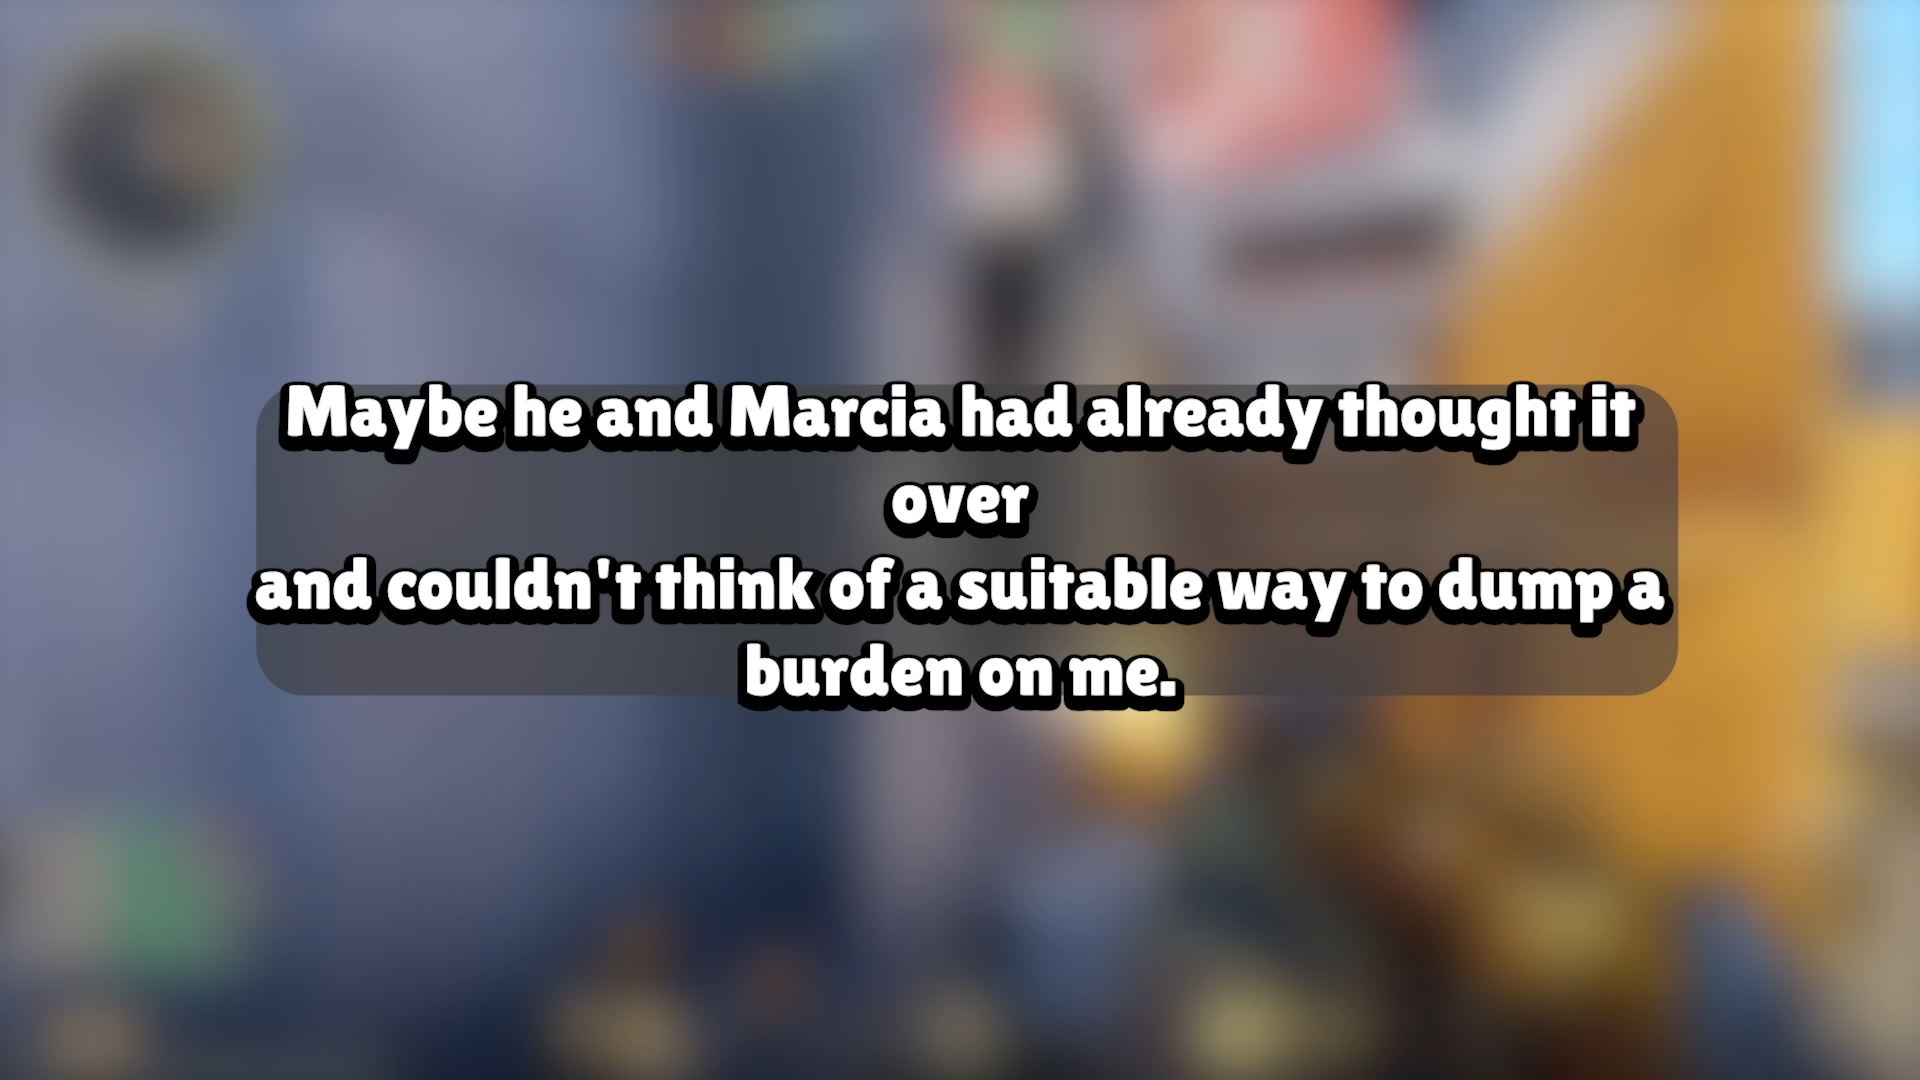 Maybe he and Marcia had already thought it
over
and couldn't think of a suitable way to dump a
burden on me.